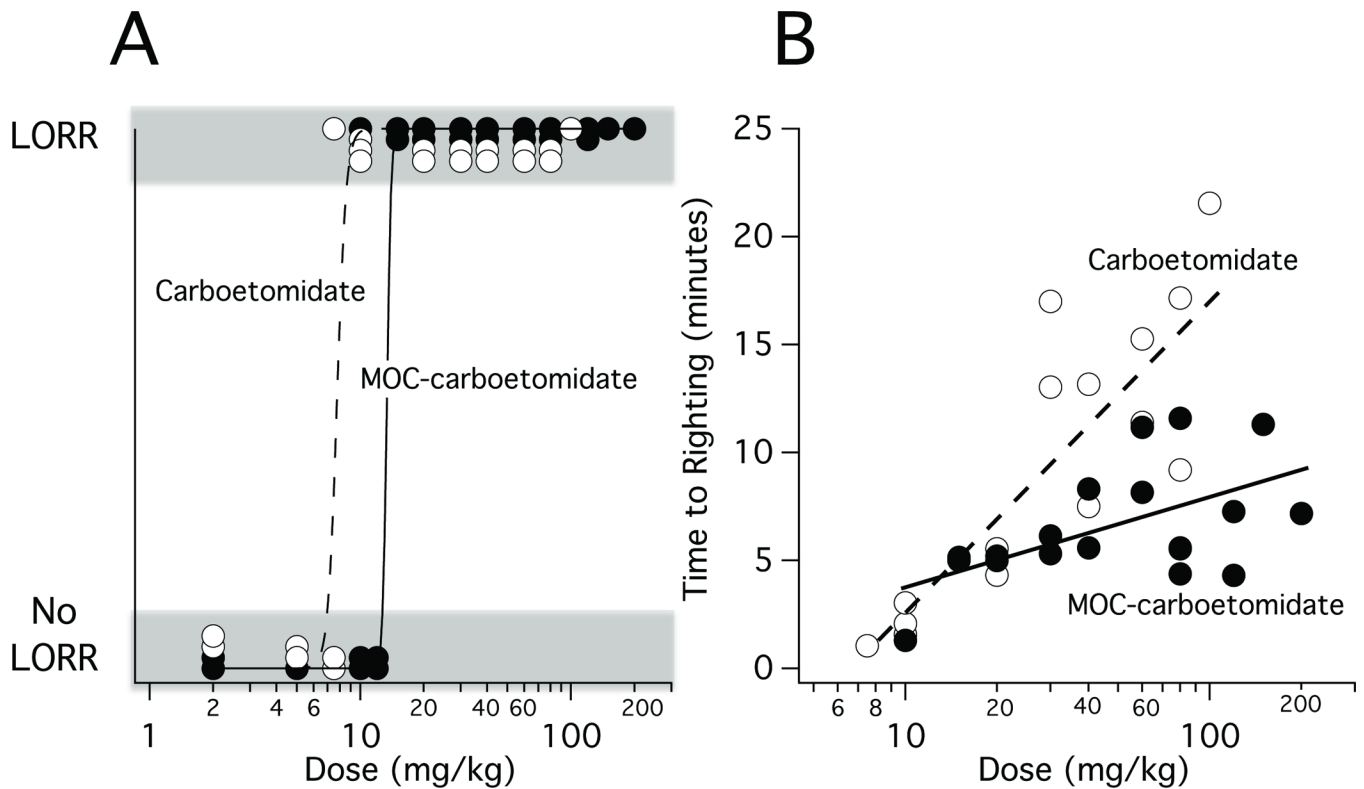 A
LORR
Carboetomidate
MOC-carboetomidate
No
LORR
2 4 6 20 40 60 200
1 10 100
Dose (mg/kg)
B
Time to Righting (minutes)
25
20
15
10
5
0
Carboetomidate
MOC-carboetomidate
6 8 20 40 60 200
10 100
Dose (mg/kg)